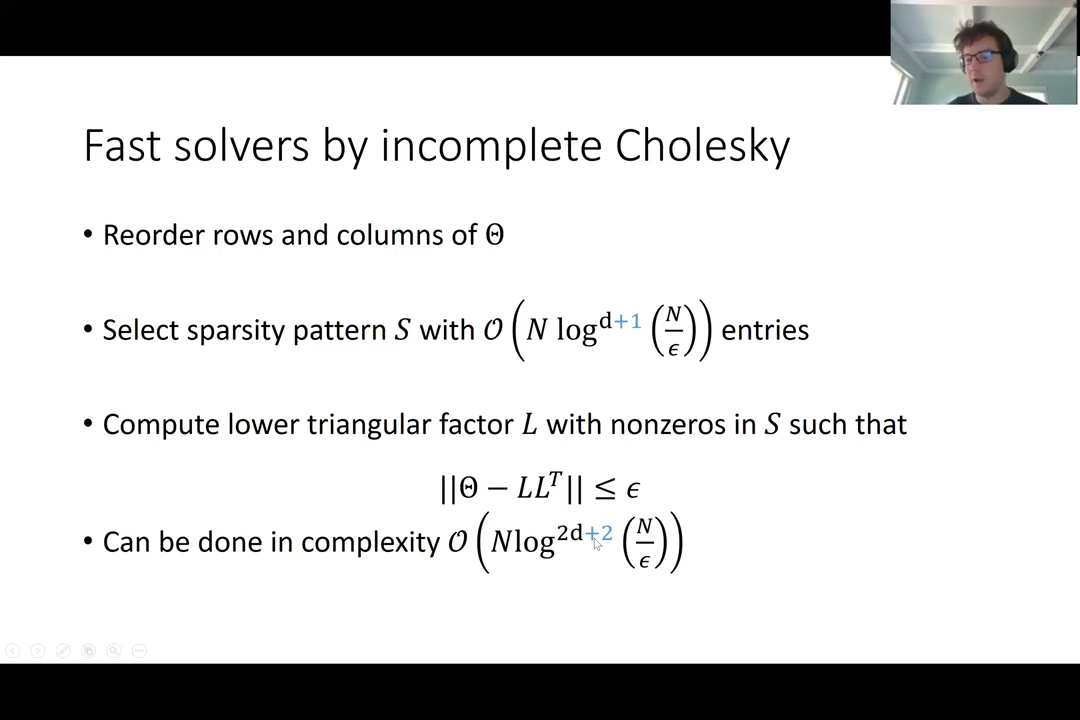 Fast solvers by incomplete Cholesky
• Reorder rows and columns of Θ
• Select sparsity pattern S with 𝒪(N log^{d+1}(N/ϵ)) entries
• Compute lower triangular factor L with nonzeros in S such that
||Θ − LL^T|| ≤ ϵ
• Can be done in complexity 𝒪(Nlog^{2d+2}(N/ϵ))